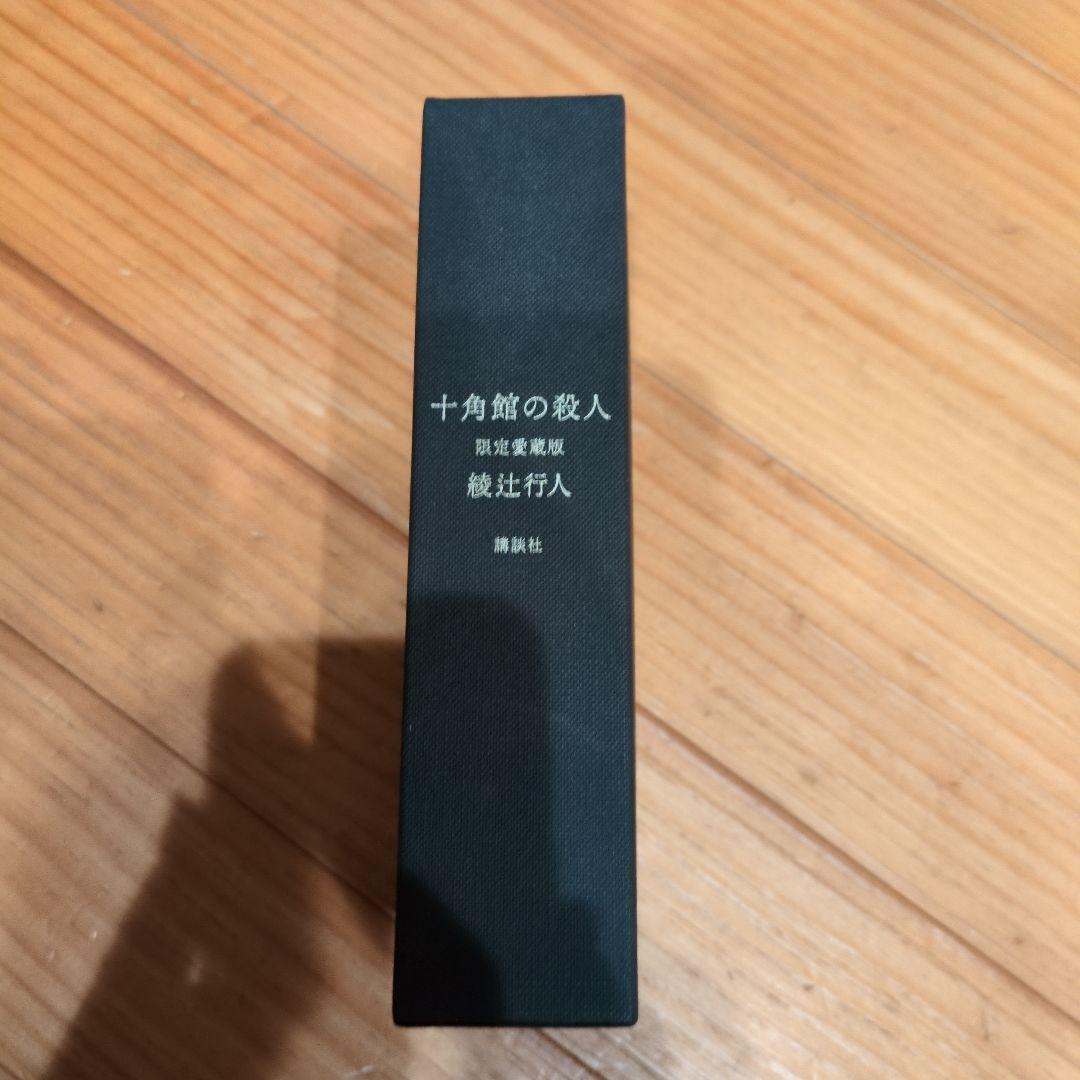 十角館の殺人
限定愛蔵版
綾辻行人
講談社